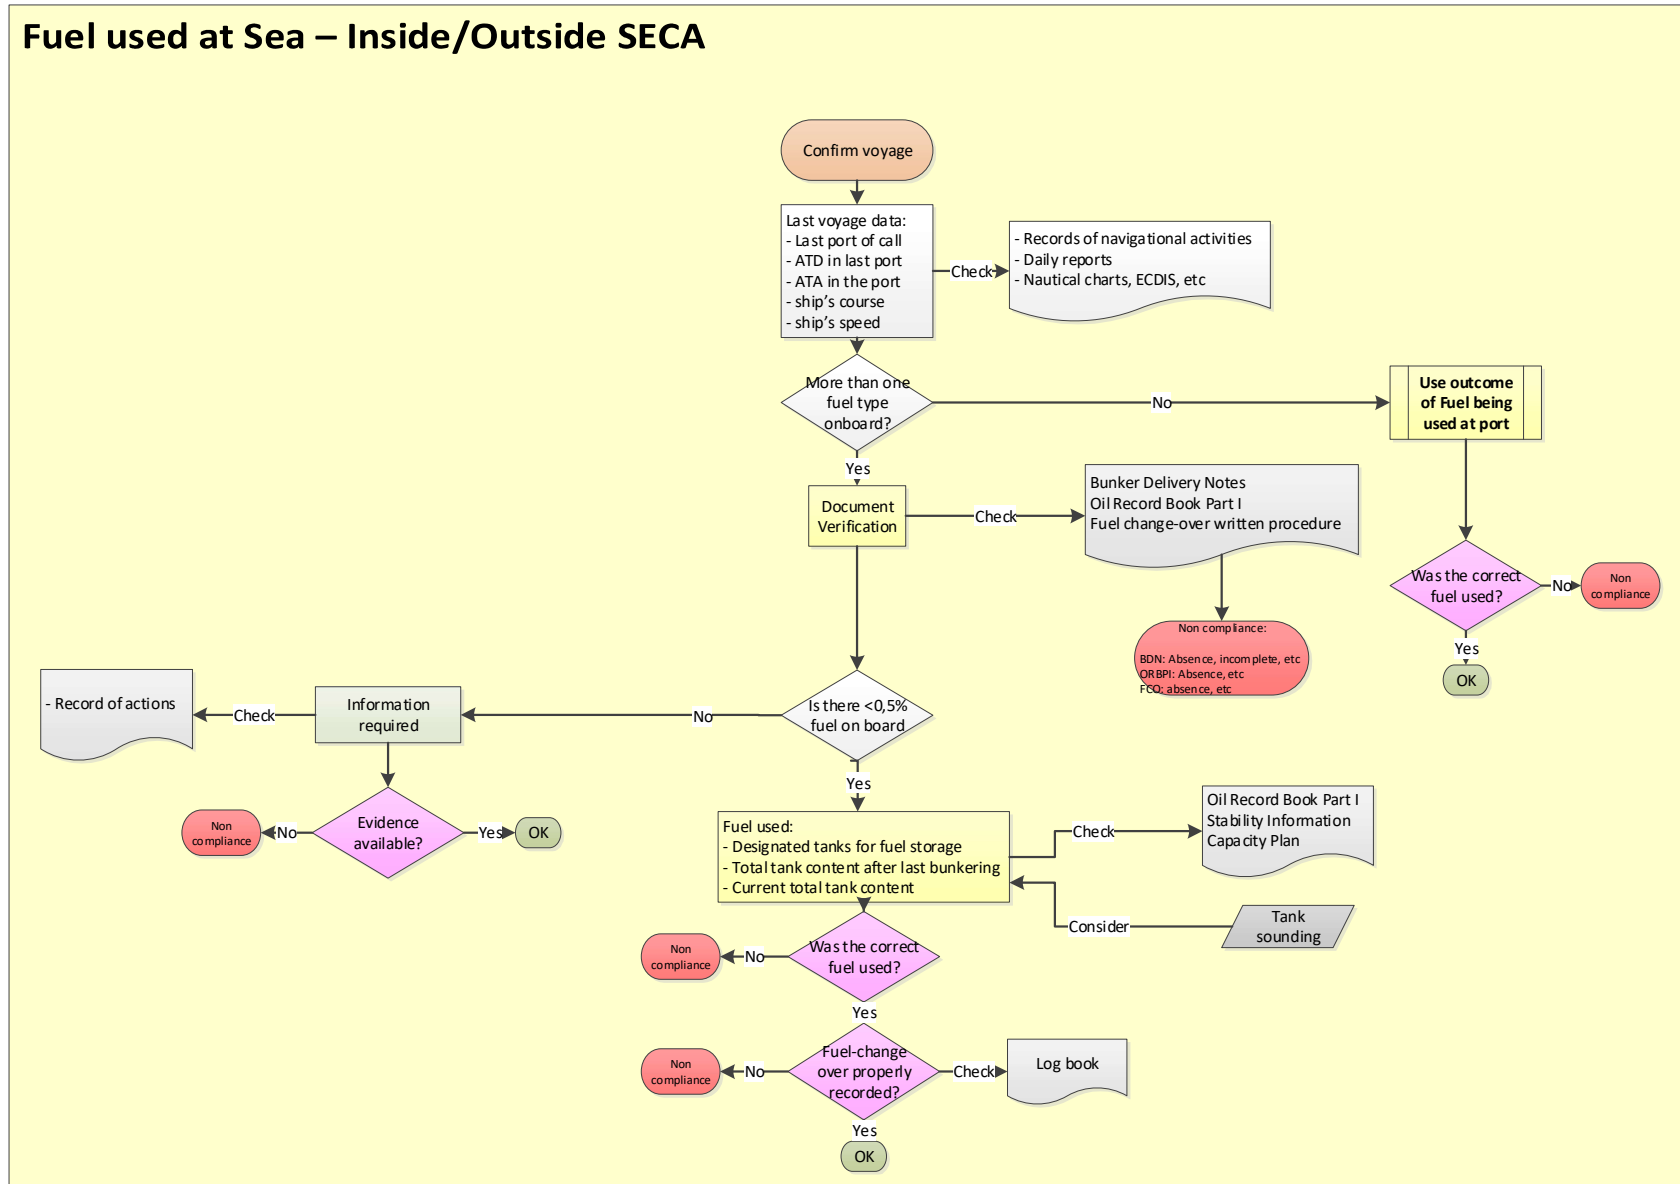 Fuel used at Sea – Inside/Outside SECA
Confirm voyage
Last voyage data:
- Last port of call
- ATD in last port
- ATA in the port
- ship's course
- ship's speed
Check
- Records of navigational activities
- Daily reports
- Nautical charts, ECDIS, etc
More than one
fuel type
onboard?
No
Use outcome
of Fuel being
used at port
Yes
Document
Verification
Check
Bunker Delivery Notes
Oil Record Book Part I
Fuel change-over written procedure
Was the correct
fuel used?
No
Non
compliance
Yes
OK
Non compliance:
BDN: Absence, incomplete, etc
ORBPI: Absence, etc
FCO: absence, etc
Is there <0,5%
fuel on board
No
Information
required
Check
- Record of actions
Evidence
available?
No
Non
compliance
Yes
OK
Yes
Fuel used:
- Designated tanks for fuel storage
- Total tank content after last bunkering
- Current total tank content
Check
Oil Record Book Part I
Stability Information
Capacity Plan
Consider
Tank
sounding
Was the correct
fuel used?
No
Non
compliance
Yes
Fuel-change
over properly
recorded?
No
Non
compliance
Check
Log book
Yes
OK